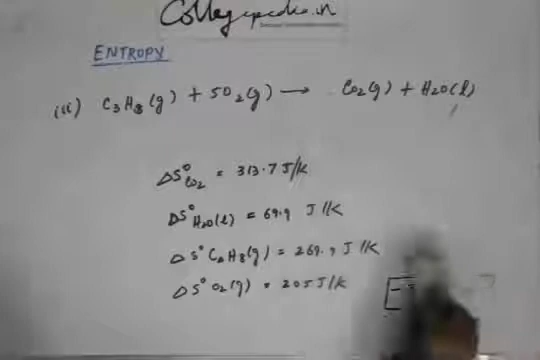 Collegepedia.in
ENTROPY
(ii) C3H8(g) + 5O2(g) → CO2(g) + H2O(l)
ΔS°CO2 = 313.7 J/K
ΔS°H2O(l) = 69.9 J/K
ΔS°C3H8(g) = 269.9 J/K
ΔS°O2(g) = 205 J/K